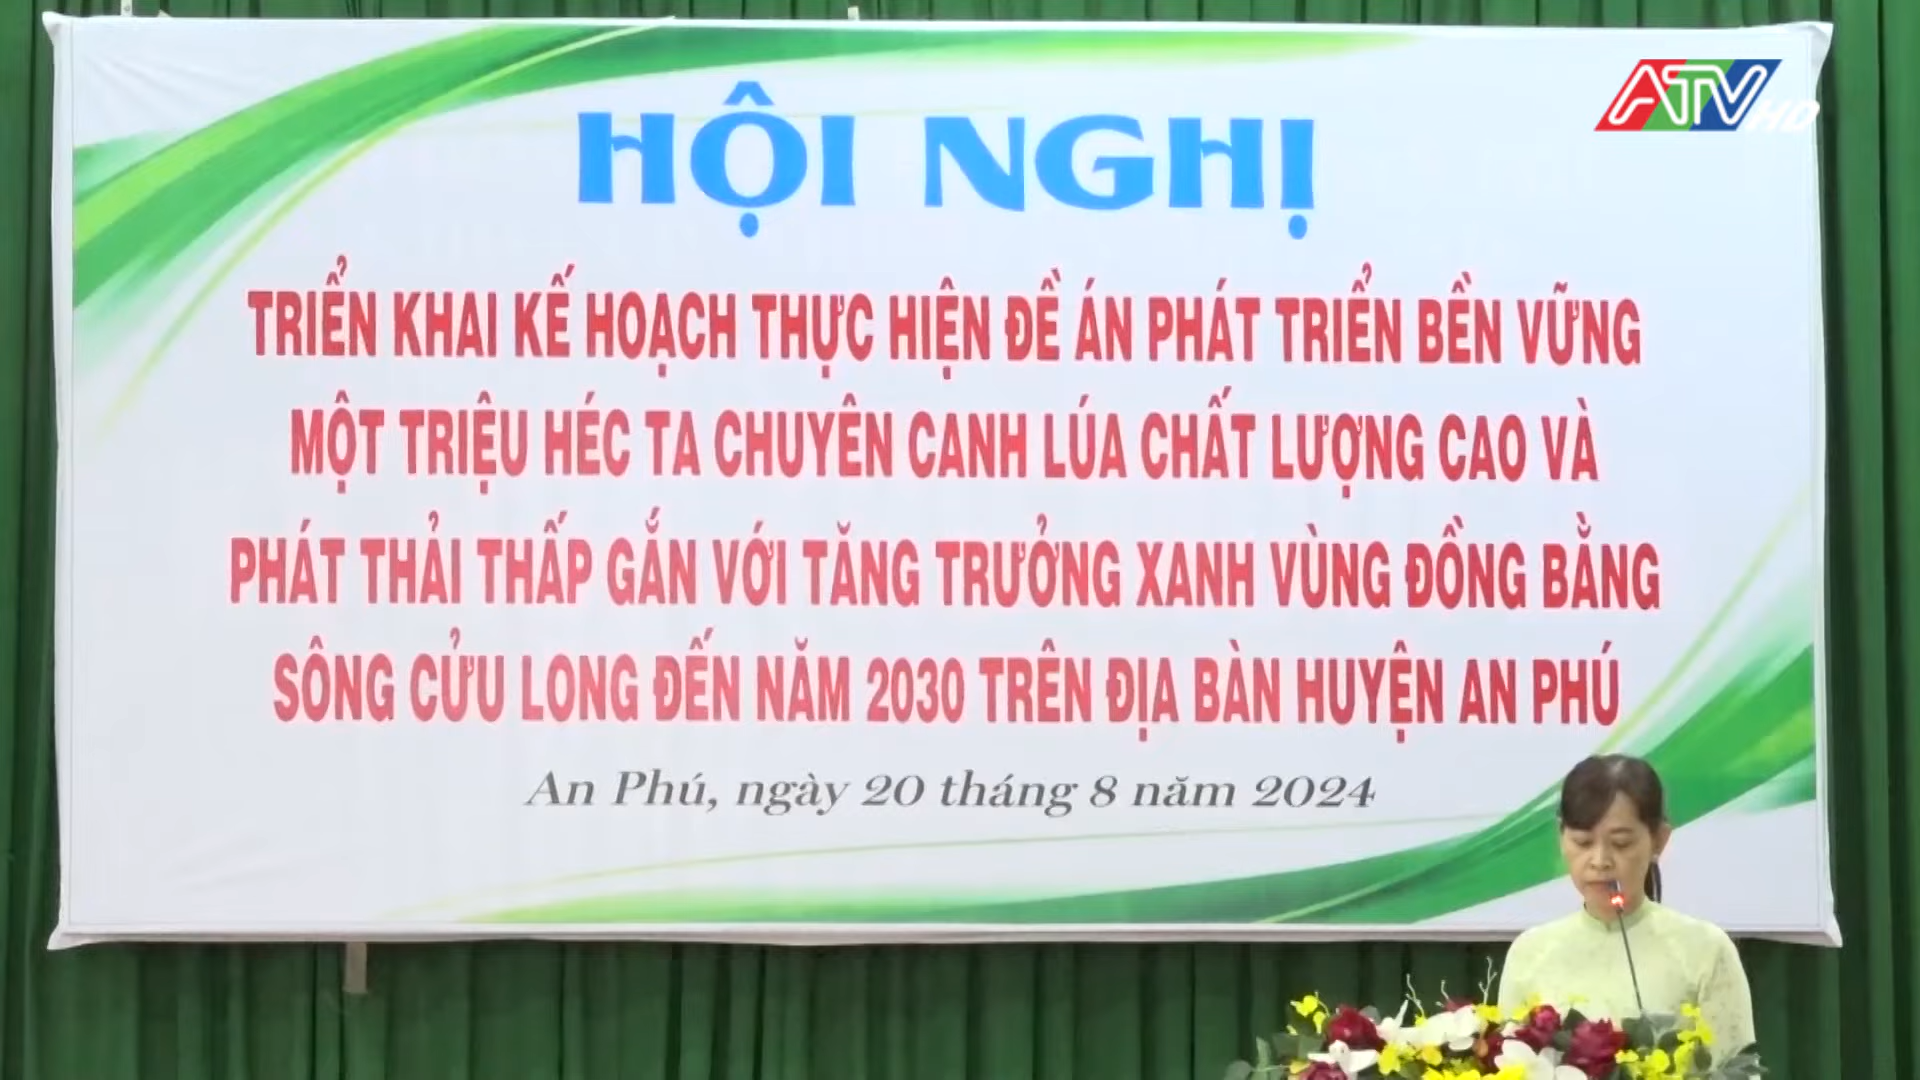 ATV HD
HỘI NGHỊ
TRIỂN KHAI KẾ HOẠCH THỰC HIỆN ĐỀ ÁN PHÁT TRIỂN BỀN VỮNG
MỘT TRIỆU HÉC TA CHUYÊN CANH LÚA CHẤT LƯỢNG CAO VÀ
PHÁT THẢI THẤP GẮN VỚI TĂNG TRƯỞNG XANH VÙNG ĐỒNG BẰNG
SÔNG CỬU LONG ĐẾN NĂM 2030 TRÊN ĐỊA BÀN HUYỆN AN PHÚ
An Phú, ngày 20 tháng 8 năm 2024